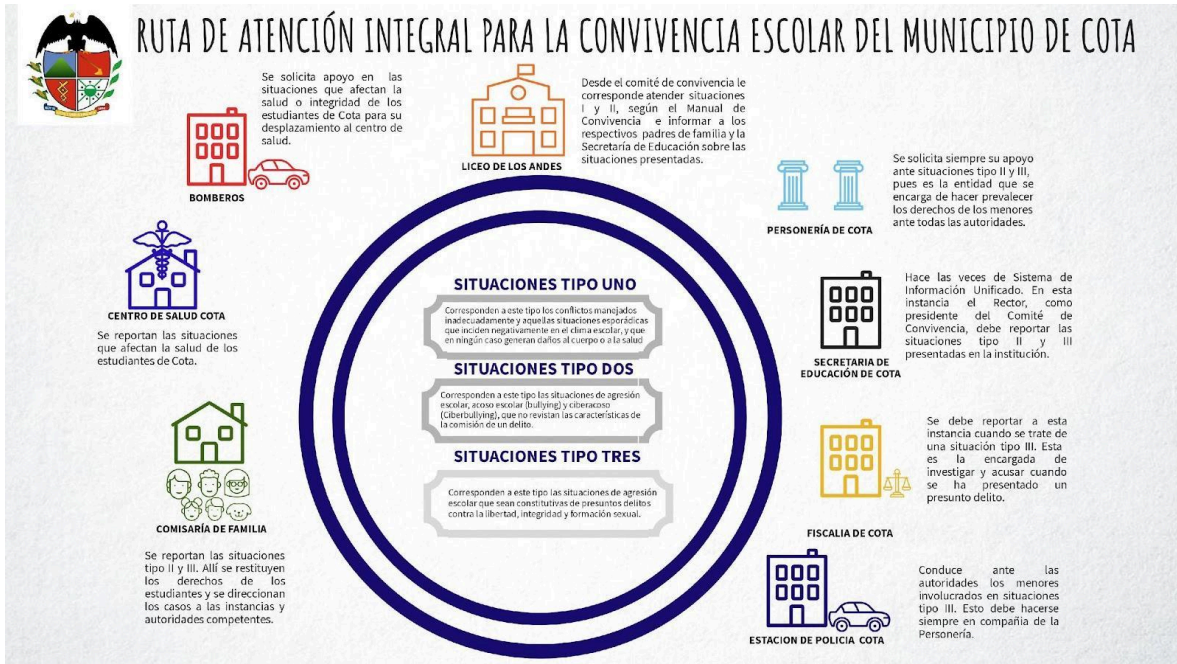 RUTA DE ATENCIÓN INTEGRAL PARA LA CONVIVENCIA ESCOLAR DEL MUNICIPIO DE COTA
Se solicita apoyo en las
situaciones que afectan la
salud o integridad de los
estudiantes de Cota para su
desplazamiento al centro de
salud.
BOMBEROS
Desde el comité de convivencia le
corresponde atender situaciones
I y II, según el Manual de
Convivencia e informar a los
respectivos padres de familia y la
Secretaría de Educación sobre las
situaciones presentadas.
LICEO DE LOS ANDES
Se solicita siempre su apoyo
ante situaciones tipo II y III,
pues es la entidad que se
encarga de hacer prevalecer
los derechos de los menores
ante todas las autoridades.
PERSONERÍA DE COTA
CENTRO DE SALUD COTA
Se reportan las situaciones
que afectan la salud de los
estudiantes de Cota.
Hace las veces de Sistema de
Información Unificado. En esta
instancia el Rector, como
presidente del Comité de
Convivencia, debe reportar las
situaciones tipo II y III
presentadas en la institución.
SECRETARIA DE
EDUCACIÓN DE COTA
SITUACIONES TIPO UNO
Corresponden a este tipo los conflictos manejados
inadecuadamente y aquellas situaciones esporádicas
que inciden negativamente en el clima escolar, y que
en ningún caso generan daños al cuerpo o a la salud
SITUACIONES TIPO DOS
Corresponden a este tipo las situaciones de agresión
escolar, acoso escolar (bullying) y ciberacoso
(Ciberbullying), que no revistan las características de
la comisión de un delito.
SITUACIONES TIPO TRES
Corresponden a este tipo las situaciones de agresión
escolar que sean constitutivas de presuntos delitos
contra la libertad, integridad y formación sexual.
COMISARÍA DE FAMILIA
Se reportan las situaciones
tipo II y III. Allí se restituyen
los derechos de los
estudiantes y se direccionan
los casos a las instancias y
autoridades competentes.
Se debe reportar a esta
instancia cuando se trate de
una situación tipo III. Esta
es la encargada de
investigar y acusar cuando
se ha presentado un
presunto delito.
FISCALIA DE COTA
Conduce ante las
autoridades los menores
involucrados en situaciones
tipo III. Esto debe hacerse
siempre en compañia de la
Personería.
ESTACION DE POLICIA COTA